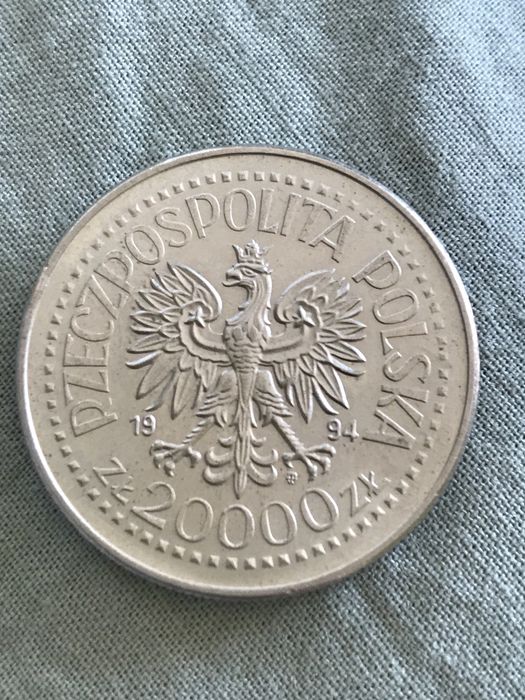 RZECZPOSPOLITA POLSKA
19 94
ZŁ 20000 ZŁ